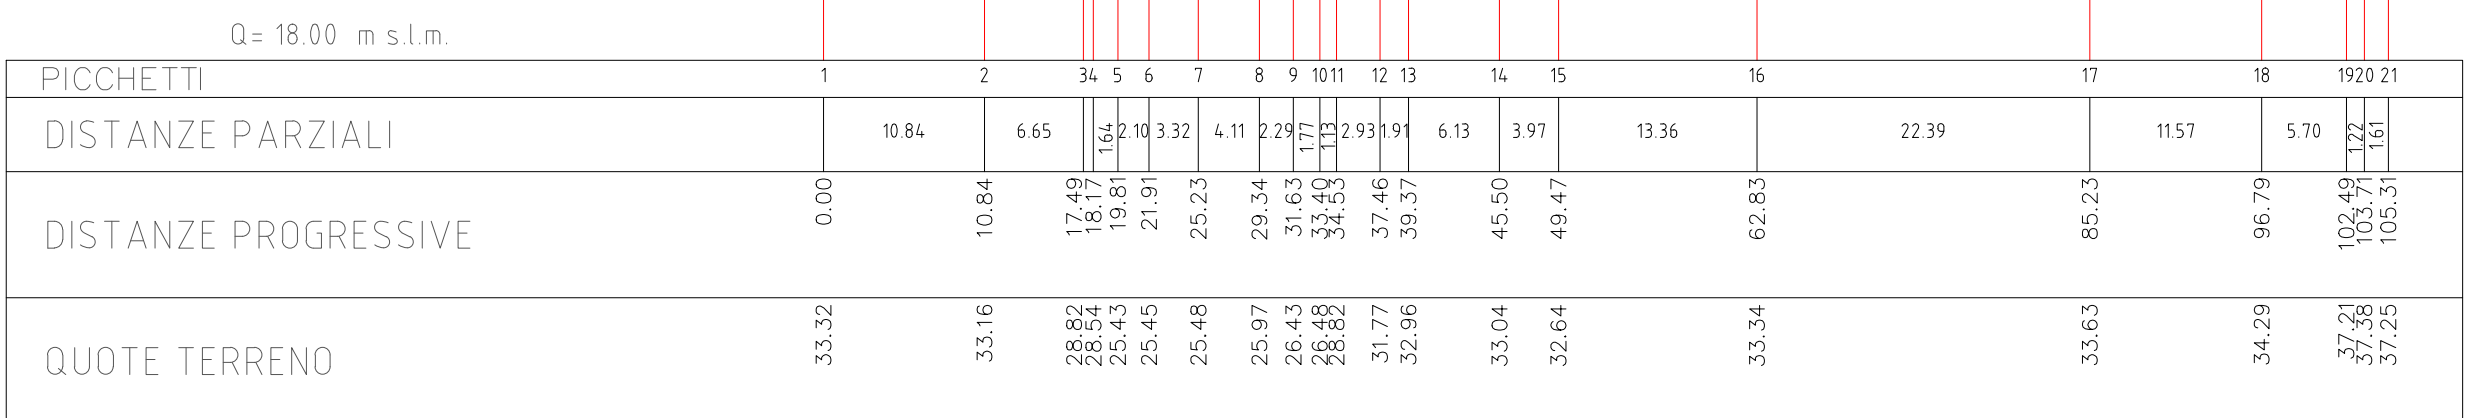 Q= 18.00 m s.l.m.
PICCHETTI 1 2 3 4 5 6 7 8 9 10 11 12 13 14 15 16 17 18 19 20 21
DISTANZE PARZIALI 10.84 6.65 1.64 2.10 3.32 4.11 2.29 1.77 1.13 2.93 1.91 6.13 3.97 13.36 22.39 11.57 5.70 1.22 1.61
DISTANZE PROGRESSIVE 0.00 10.84 17.49 18.17 19.81 21.91 25.23 29.34 31.63 33.40 34.53 37.46 39.37 45.50 49.47 62.83 85.23 96.79 102.49 103.71 105.31
QUOTE TERRENO 33.32 33.16 28.82 28.54 25.43 25.45 25.48 25.97 26.43 26.48 28.82 31.77 32.96 33.04 32.64 33.34 33.63 34.29 37.21 37.38 37.25